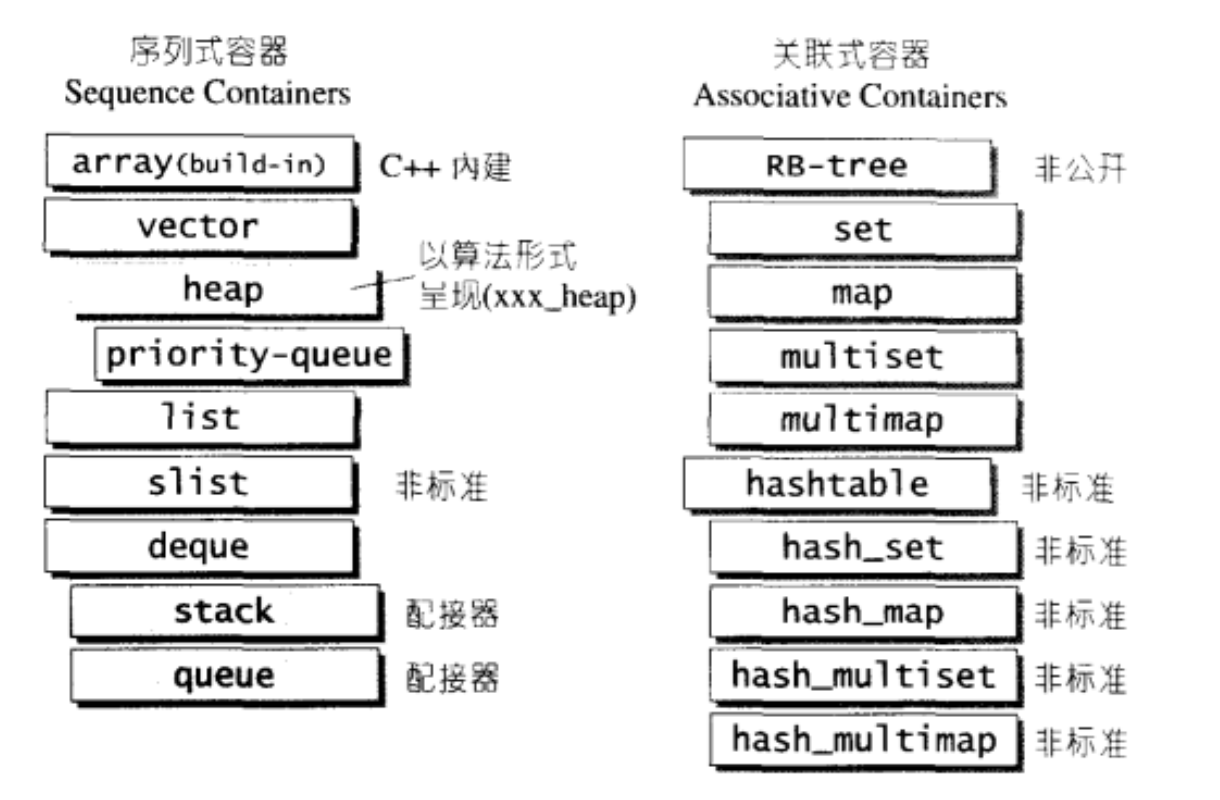 序列式容器
Sequence Containers
array(build-in)
C++ 内建
vector
heap
以算法形式
呈现(xxx_heap)
priority-queue
list
slist
非标准
deque
stack
配接器
queue
配接器
关联式容器
Associative Containers
RB-tree
非公开
set
map
multiset
multimap
hashtable
非标准
hash_set
非标准
hash_map
非标准
hash_multiset
非标准
hash_multimap
非标准